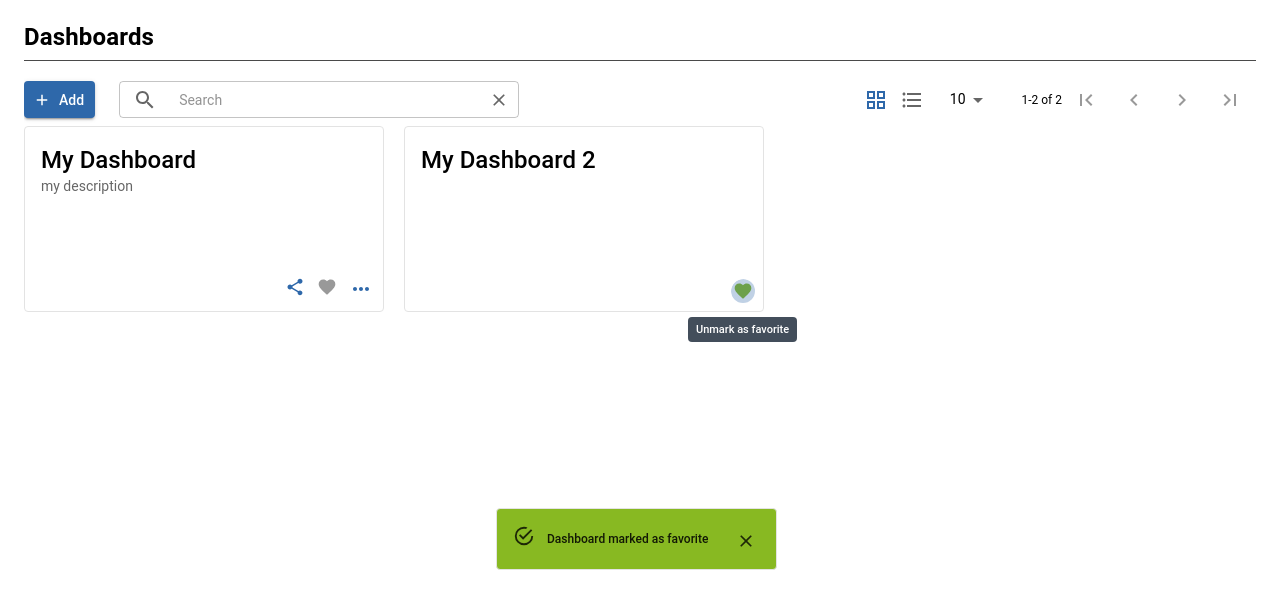 Dashboards
Add
Search
10
1-2 of 2
My Dashboard
my description
My Dashboard 2
Unmark as favorite
Dashboard marked as favorite